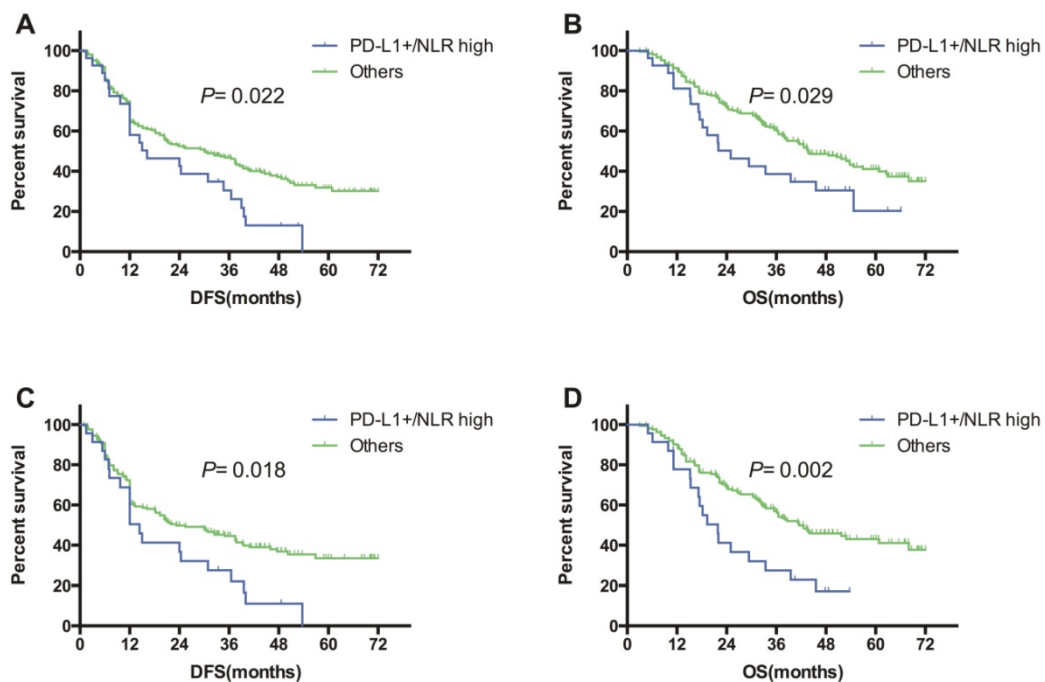 A
PD-L1+/NLR high
Others
P= 0.022
Percent survival
100
80
60
40
20
0
0 12 24 36 48 60 72
DFS(months)
B
PD-L1+/NLR high
Others
P= 0.029
Percent survival
100
80
60
40
20
0
0 12 24 36 48 60 72
OS(months)
C
PD-L1+/NLR high
Others
P= 0.018
Percent survival
100
80
60
40
20
0
0 12 24 36 48 60 72
DFS(months)
D
PD-L1+/NLR high
Others
P= 0.002
Percent survival
100
80
60
40
20
0
0 12 24 36 48 60 72
OS(months)